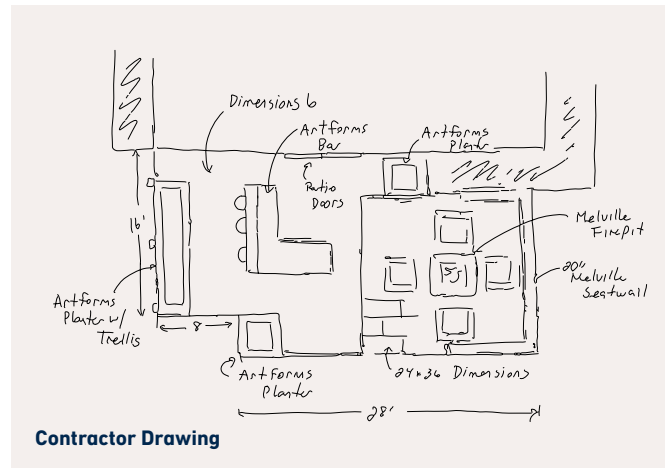 Dimensions 6
Artforms
Bar
Artforms
Planter
Patio
Doors
16'
Melville
Firepit
20"
Melville
Seatwall
Artforms
Planter w/
Trellis
8
Artforms
Planter
24x36 Dimensions
28'
Contractor Drawing